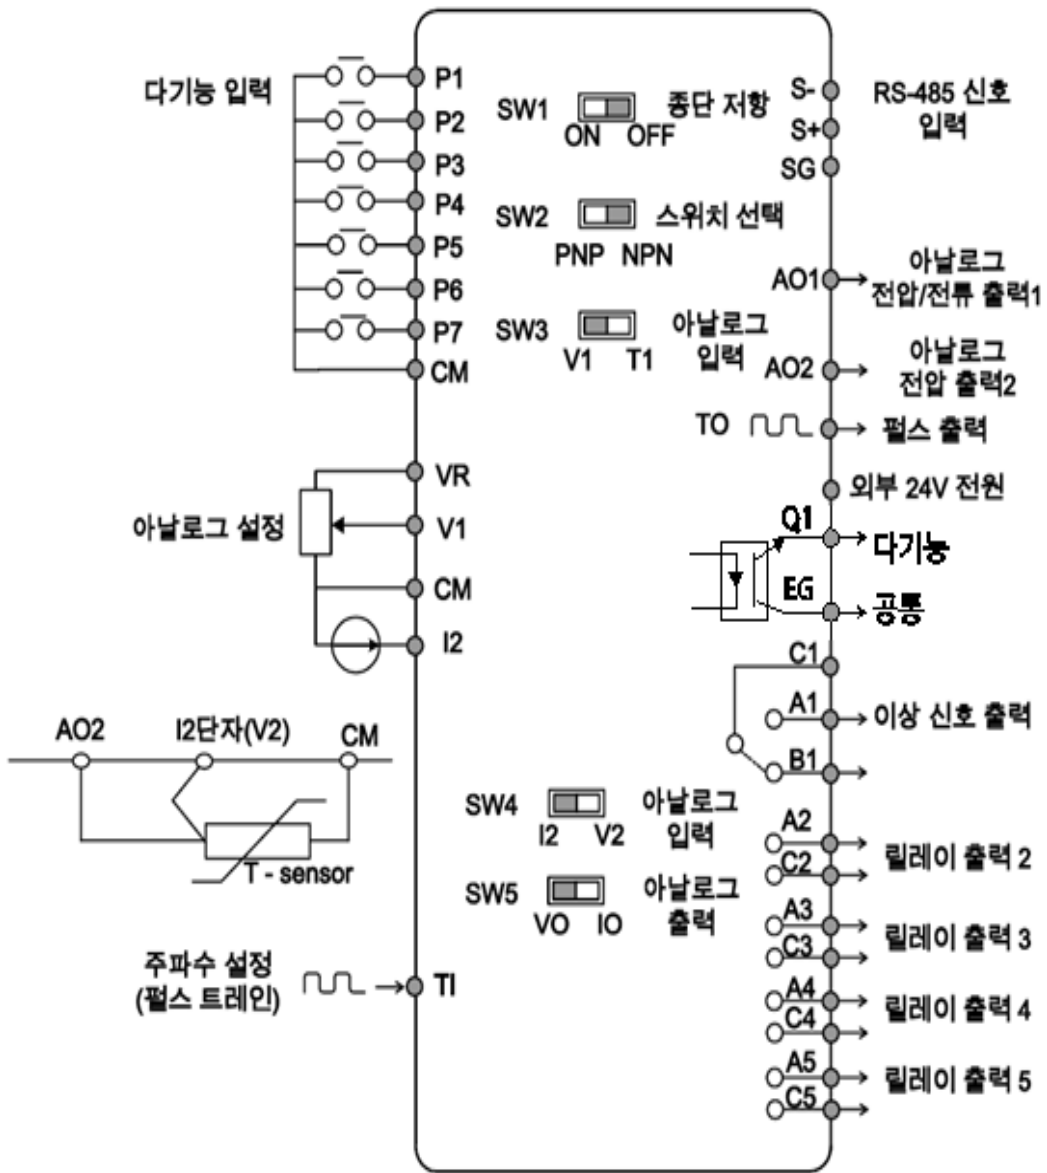 다기능 입력
P1
P2
P3
P4
P5
P6
P7
CM
SW1
ON OFF
종단 저항
SW2
PNP NPN
스위치 선택
SW3
V1 T1
아날로그
입력
S-
S+
SG
RS-485 신호
입력
AO1
아날로그
전압/전류 출력1
AO2
아날로그
전압 출력2
TO
펄스 출력
외부 24V 전원
아날로그 설정
VR
V1
CM
I2
Q1
다기능
EG
공통
C1
A1
이상 신호 출력
B1
AO2
I2단자(V2)
CM
T - sensor
SW4
I2 V2
아날로그
입력
SW5
VO IO
아날로그
출력
A2
C2
릴레이 출력 2
A3
C3
릴레이 출력 3
A4
C4
릴레이 출력 4
A5
C5
릴레이 출력 5
주파수 설정
(펄스 트레인)
TI